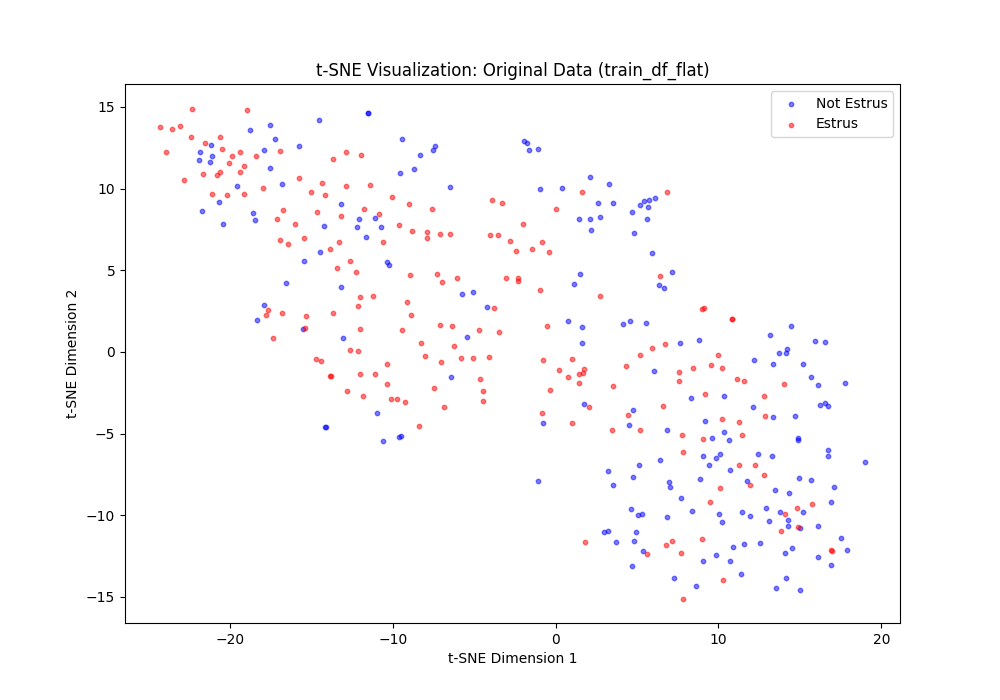 t-SNE Visualization: Original Data (train_df_flat)
Not Estrus
Estrus
15
10
5
0
−5
−10
−15
t-SNE Dimension 2
−20
−10
0
10
20
t-SNE Dimension 1